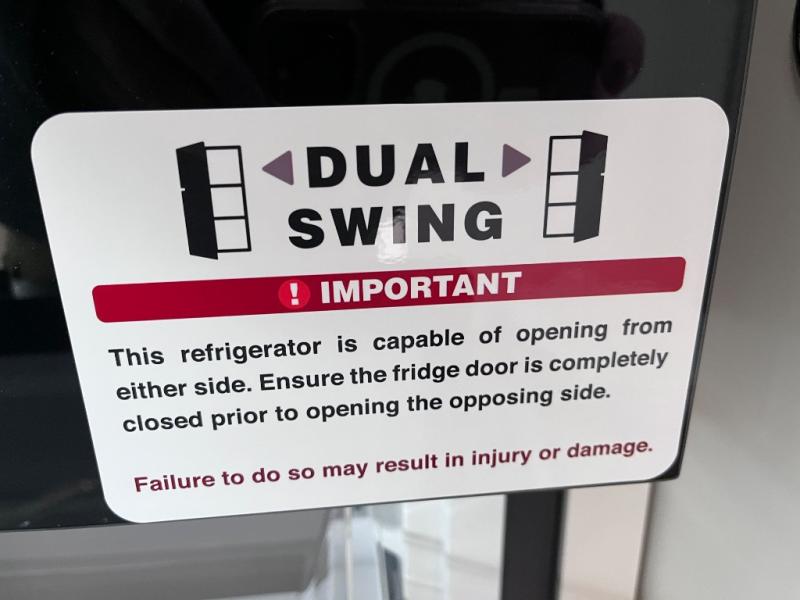 DUAL
SWING
! IMPORTANT
This refrigerator is capable of opening from
either side. Ensure the fridge door is completely
closed prior to opening the opposing side.
Failure to do so may result in injury or damage.